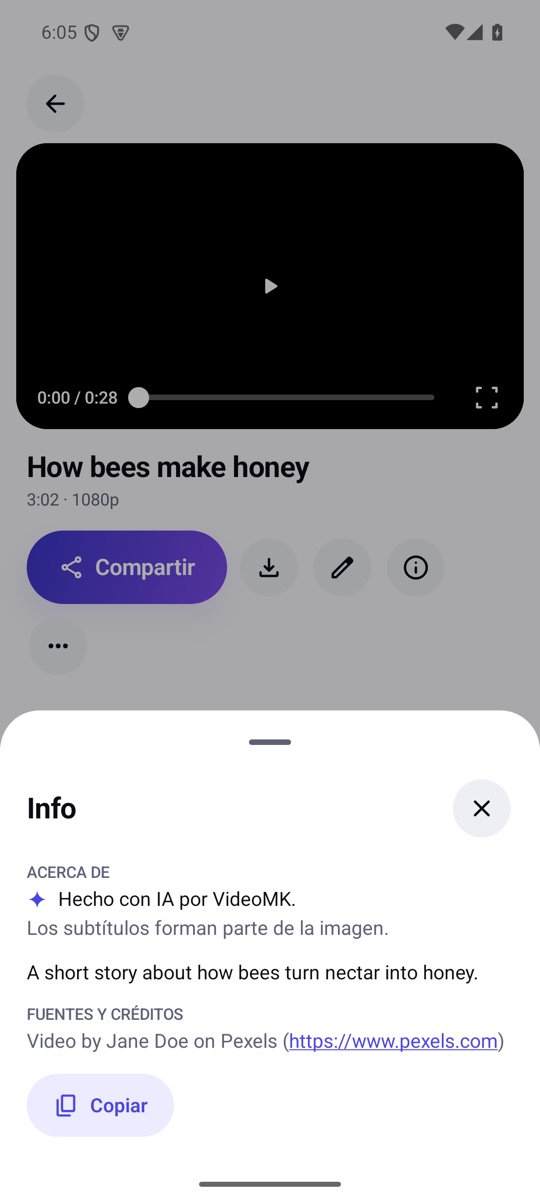 6:05
0:00 / 0:28
How bees make honey
3:02 · 1080p
Compartir
Info
ACERCA DE
Hecho con IA por VideoMK.
Los subtítulos forman parte de la imagen.
A short story about how bees turn nectar into honey.
FUENTES Y CRÉDITOS
Video by Jane Doe on Pexels (https://www.pexels.com)
Copiar